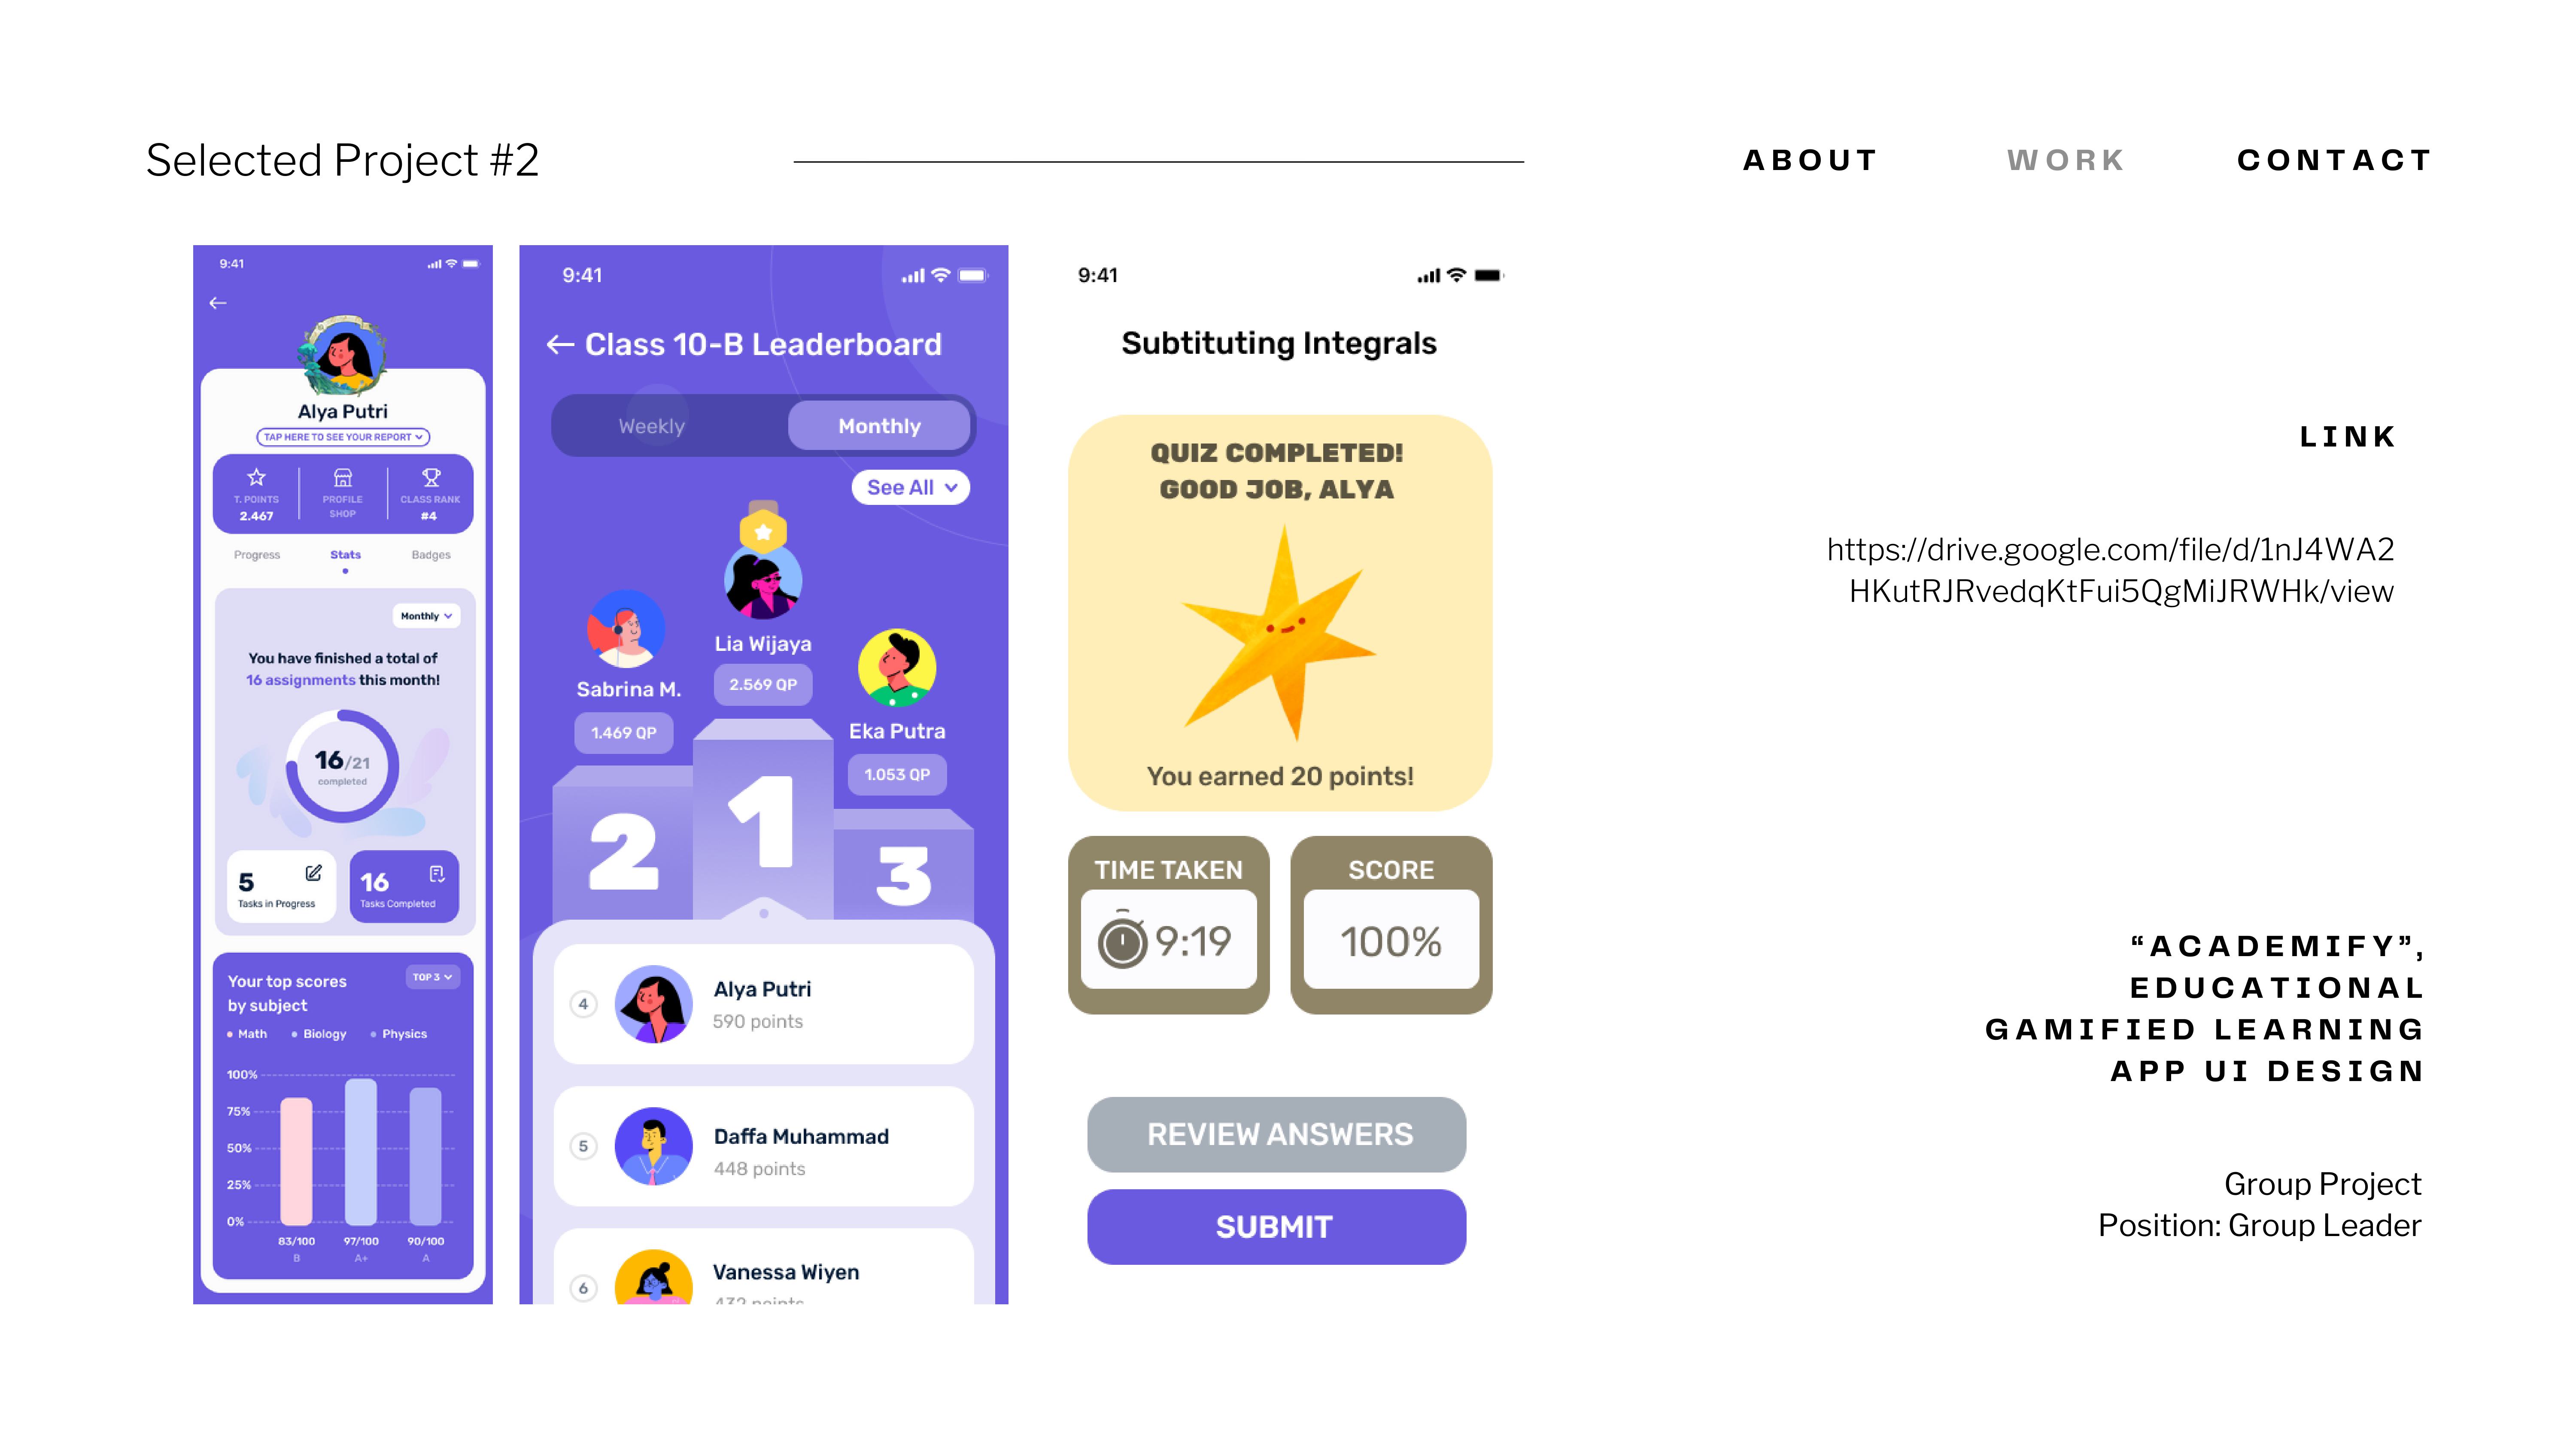 Selected Project #2
ABOUT
WORK
CONTACT
9:41
Alya Putri
TAP HERE TO SEE YOUR REPORT
T. POINTS
2.467
PROFILE
SHOP
CLASS RANK
#4
Progress
Stats
Badges
Monthly
You have finished a total of
16 assignments this month!
16/21
completed
5
Tasks in Progress
16
Tasks Completed
Your top scores
by subject
TOP 3
Math
Biology
Physics
100%
75%
50%
25%
0%
83/100
97/100
90/100
B
A+
A
9:41
Class 10-B Leaderboard
Weekly
Monthly
See All
Lia Wijaya
2.569 QP
Sabrina M.
1.469 QP
Eka Putra
1.053 QP
2
1
3
4
Alya Putri
590 points
5
Daffa Muhammad
448 points
6
Vanessa Wiyen
432 points
9:41
Subtituting Integrals
QUIZ COMPLETED!
GOOD JOB, ALYA
You earned 20 points!
TIME TAKEN
9:19
SCORE
100%
REVIEW ANSWERS
SUBMIT
LINK
https://drive.google.com/file/d/1nJ4WA2
HKutRJRvedqKtFui5QgMiJRWHk/view
“ACADEMIFY”,
EDUCATIONAL
GAMIFIED LEARNING
APP UI DESIGN
Group Project
Position: Group Leader